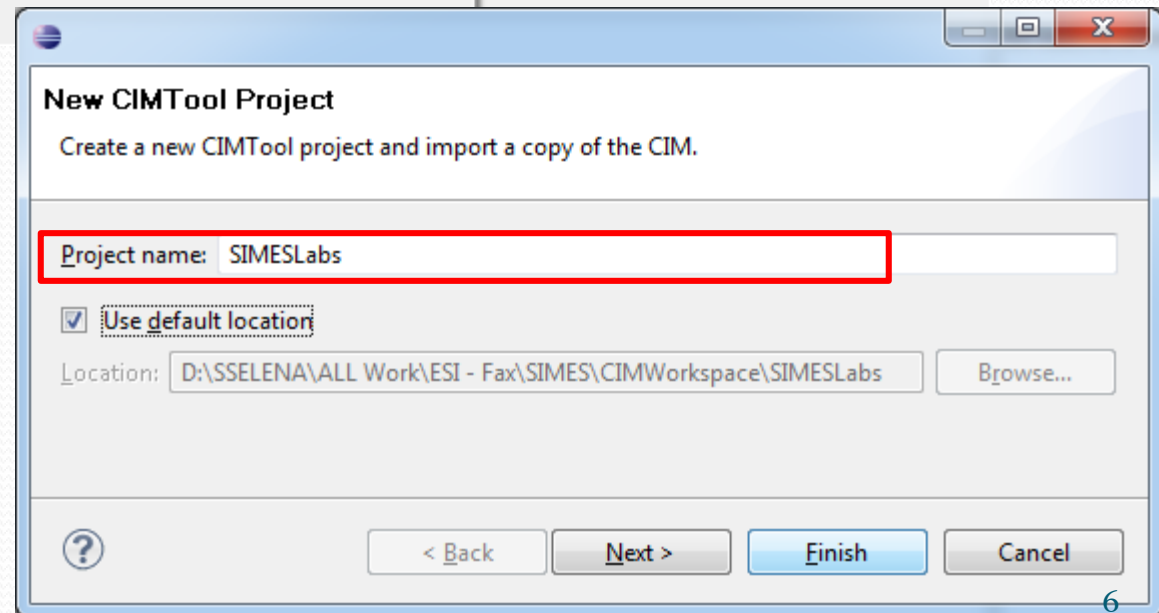 New CIMTool Project
Create a new CIMTool project and import a copy of the CIM.
Project name: SIMESLabs
Use default location
Location: D:\SSELENA\ALL Work\ESI - Fax\SIMES\CIMWorkspace\SIMESLabs Browse...
? < Back Next > Finish Cancel
6